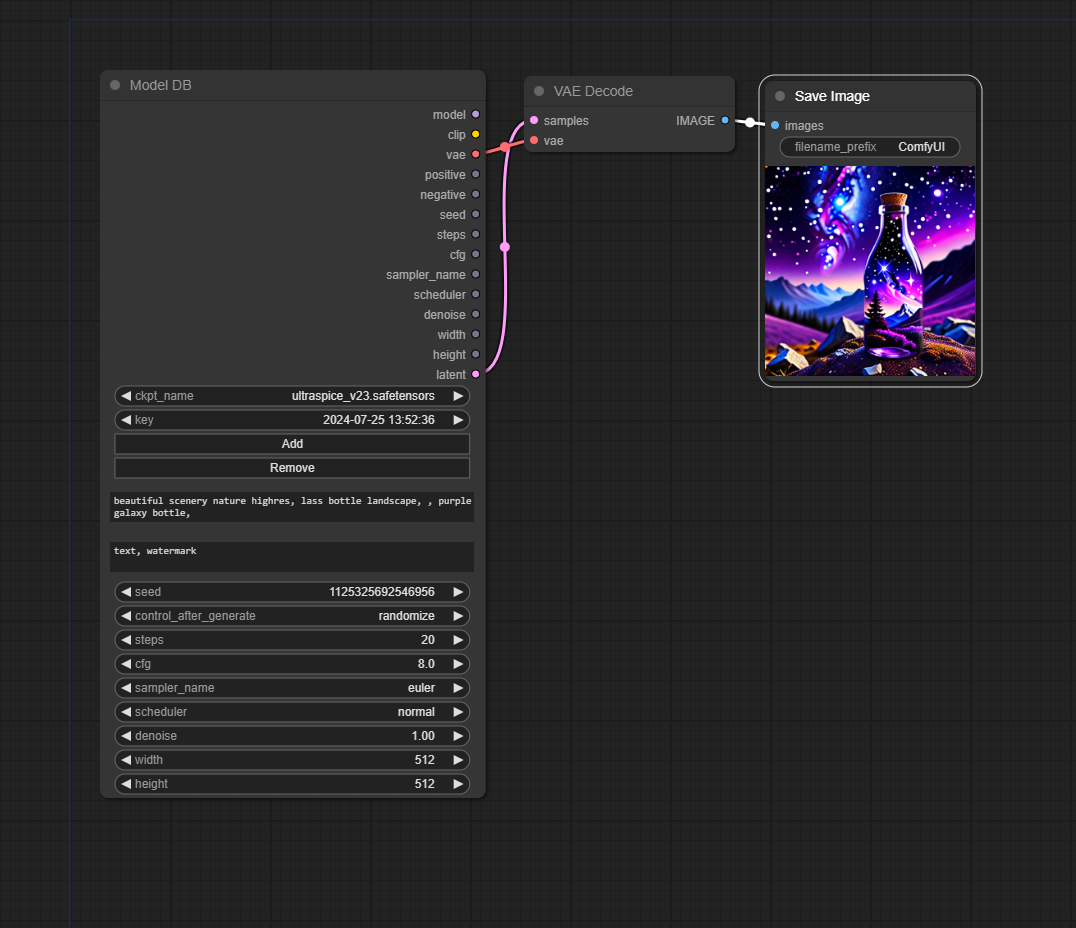 Model DB
model
clip
vae
positive
negative
seed
steps
cfg
sampler_name
scheduler
denoise
width
height
latent
ckpt_name ultraspice_v23.safetensors
key 2024-07-25 13:52:36
Add
Remove
beautiful scenery nature highres, lass bottle landscape, , purple
galaxy bottle,
text, watermark
seed 1125325692546956
control_after_generate randomize
steps 20
cfg 8.0
sampler_name euler
scheduler normal
denoise 1.00
width 512
height 512
VAE Decode
samples IMAGE
vae
Save Image
images
filename_prefix ComfyUI